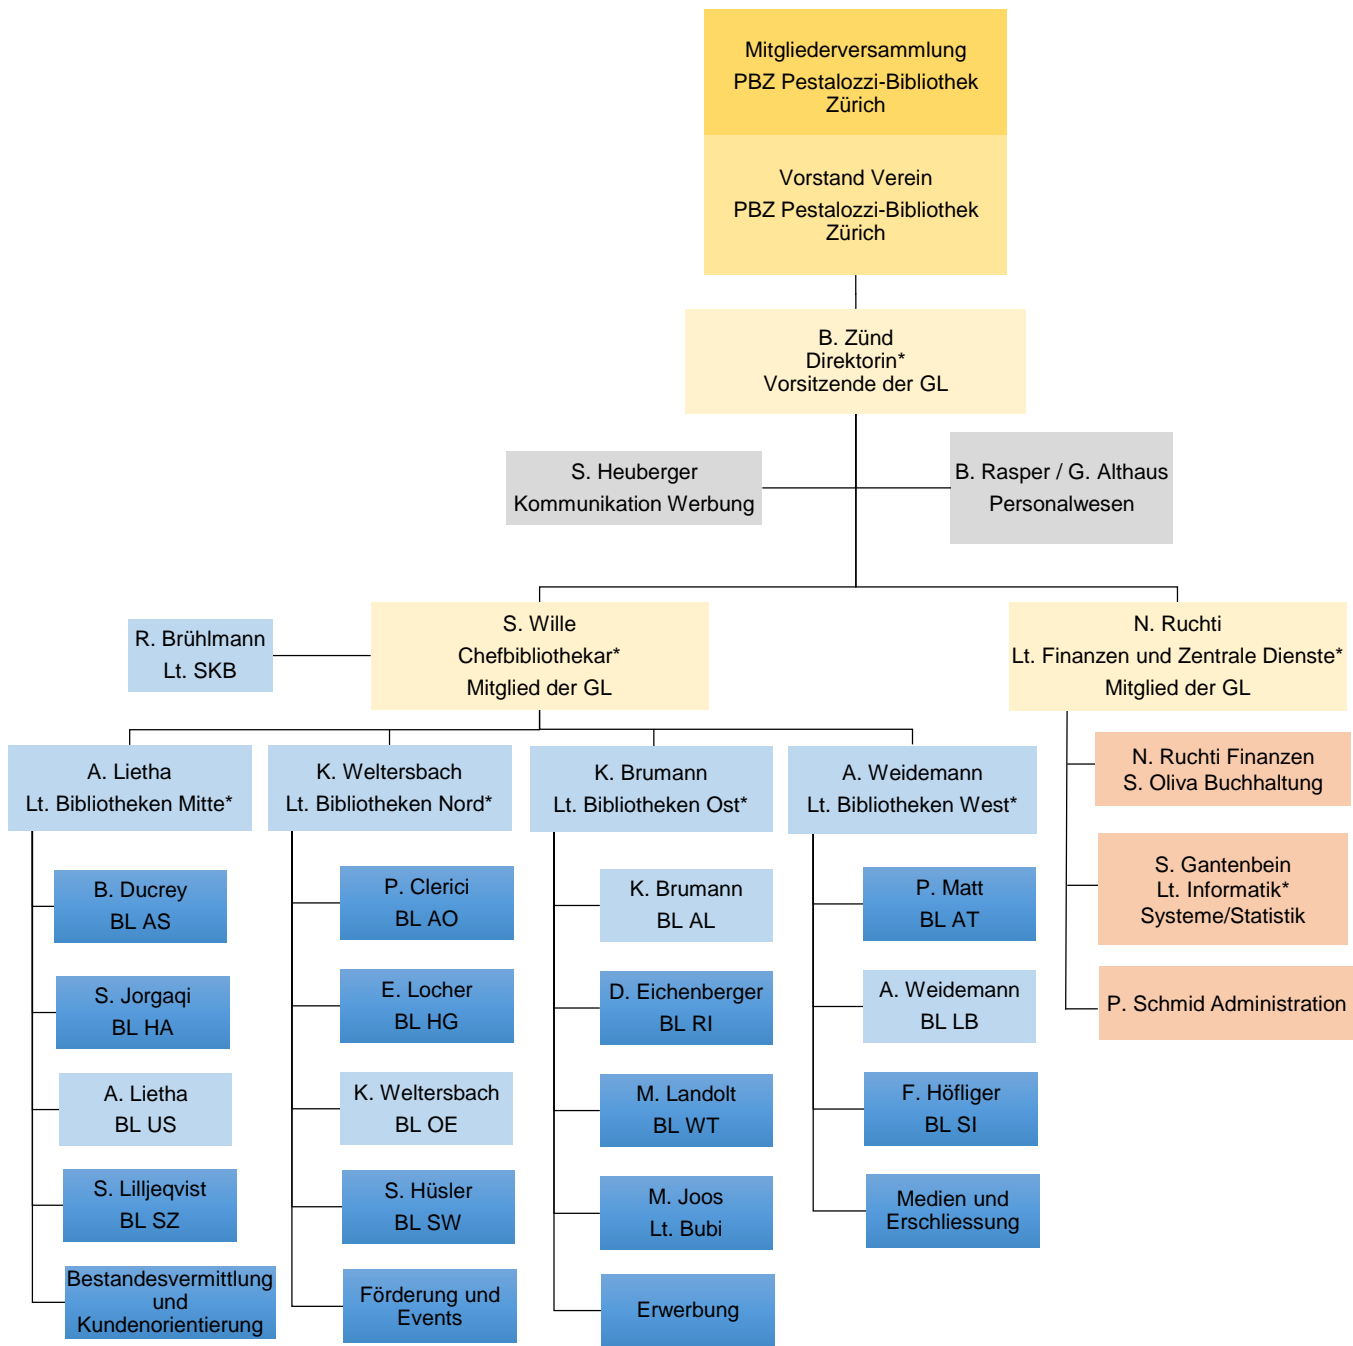 Mitgliederversammlung
PBZ Pestalozzi-Bibliothek
Zürich
Vorstand Verein
PBZ Pestalozzi-Bibliothek
Zürich
B. Zünd
Direktorin*
Vorsitzende der GL
S. Heuberger
Kommunikation Werbung
B. Rasper / G. Althaus
Personalwesen
R. Brühlmann
Lt. SKB
S. Wille
Chefbibliothekar*
Mitglied der GL
N. Ruchti
Lt. Finanzen und Zentrale Dienste*
Mitglied der GL
A. Lietha
Lt. Bibliotheken Mitte*
B. Ducrey
BL AS
S. Jorgaqi
BL HA
A. Lietha
BL US
S. Lilljeqvist
BL SZ
Bestandesvermittlung
und
Kundenorientierung
K. Weltersbach
Lt. Bibliotheken Nord*
P. Clerici
BL AO
E. Locher
BL HG
K. Weltersbach
BL OE
S. Hüsler
BL SW
Förderung und
Events
K. Brumann
Lt. Bibliotheken Ost*
K. Brumann
BL AL
D. Eichenberger
BL RI
M. Landolt
BL WT
M. Joos
Lt. Bubi
Erwerbung
A. Weidemann
Lt. Bibliotheken West*
P. Matt
BL AT
A. Weidemann
BL LB
F. Höfliger
BL SI
Medien und
Erschliessung
N. Ruchti Finanzen
S. Oliva Buchhaltung
S. Gantenbein
Lt. Informatik*
Systeme/Statistik
P. Schmid Administration